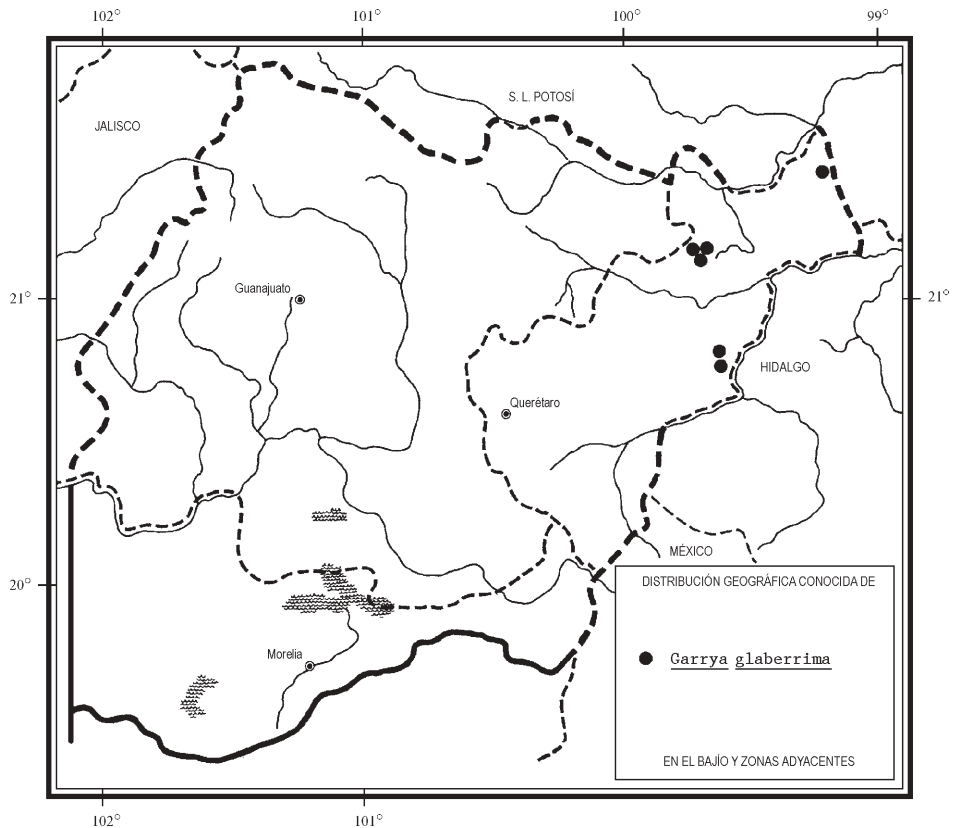 102°
101°
100°
99°
S. L. POTOSÍ
JALISCO
Guanajuato
21°
21°
HIDALGO
Querétaro
MÉXICO
20°
DISTRIBUCIÓN GEOGRÁFICA CONOCIDA DE
Morelia
Garrya glaberrima
EN EL BAJÍO Y ZONAS ADYACENTES
102°
101°